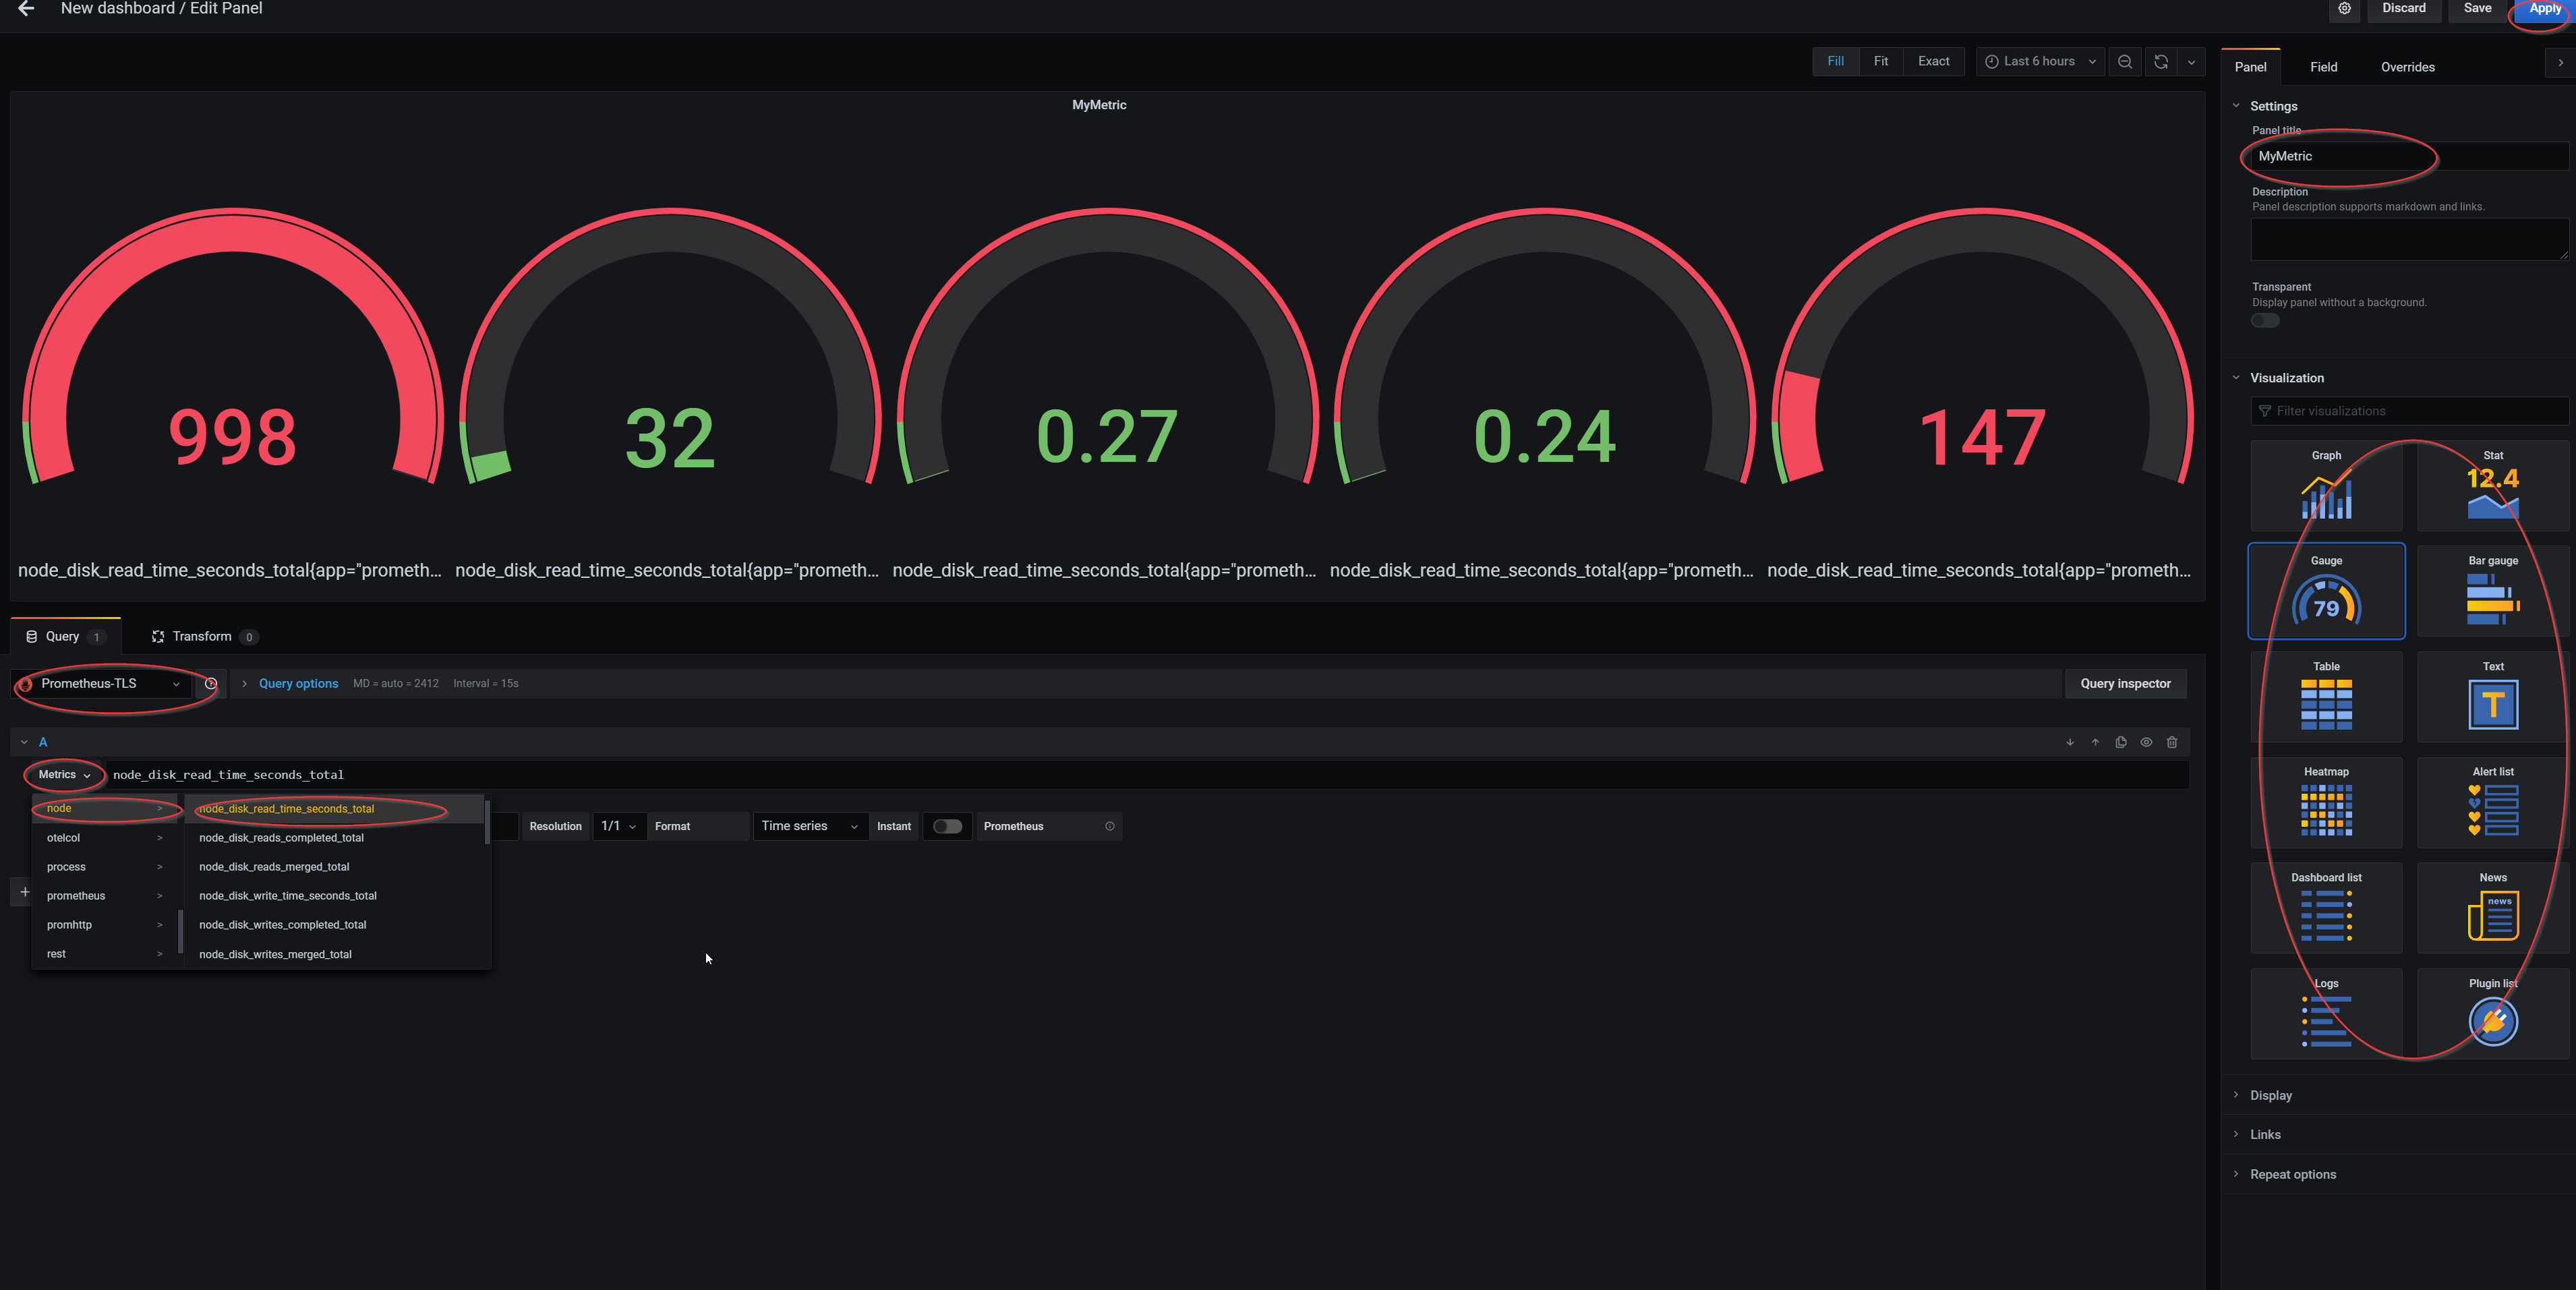 New dashboard / Edit Panel
Discard
Save
Apply
Fill
Fit
Exact
Last 6 hours
MyMetric
998
32
0.27
0.24
147
node_disk_read_time_seconds_total{app="prometh...
node_disk_read_time_seconds_total{app="prometh...
node_disk_read_time_seconds_total{app="prometh...
node_disk_read_time_seconds_total{app="prometh...
node_disk_read_time_seconds_total{app="prometh...
Query 1
Transform 0
Prometheus-TLS
Query options
MD = auto = 2412
Interval = 15s
Query inspector
A
Metrics
node_disk_read_time_seconds_total
node >
otelcol >
process >
prometheus >
promhttp >
rest >
node_disk_read_time_seconds_total
node_disk_reads_completed_total
node_disk_reads_merged_total
node_disk_write_time_seconds_total
node_disk_writes_completed_total
node_disk_writes_merged_total
Resolution
1/1
Format
Time series
Instant
Prometheus
+
Panel
Field
Overrides
Settings
Panel title
MyMetric
Description
Panel description supports markdown and links.
Transparent
Display panel without a background.
Visualization
Filter visualizations
Graph
Stat
12.4
Gauge
79
Bar gauge
Table
Text
T
Heatmap
Alert list
Dashboard list
News
news
Logs
Plugin list
Display
Links
Repeat options